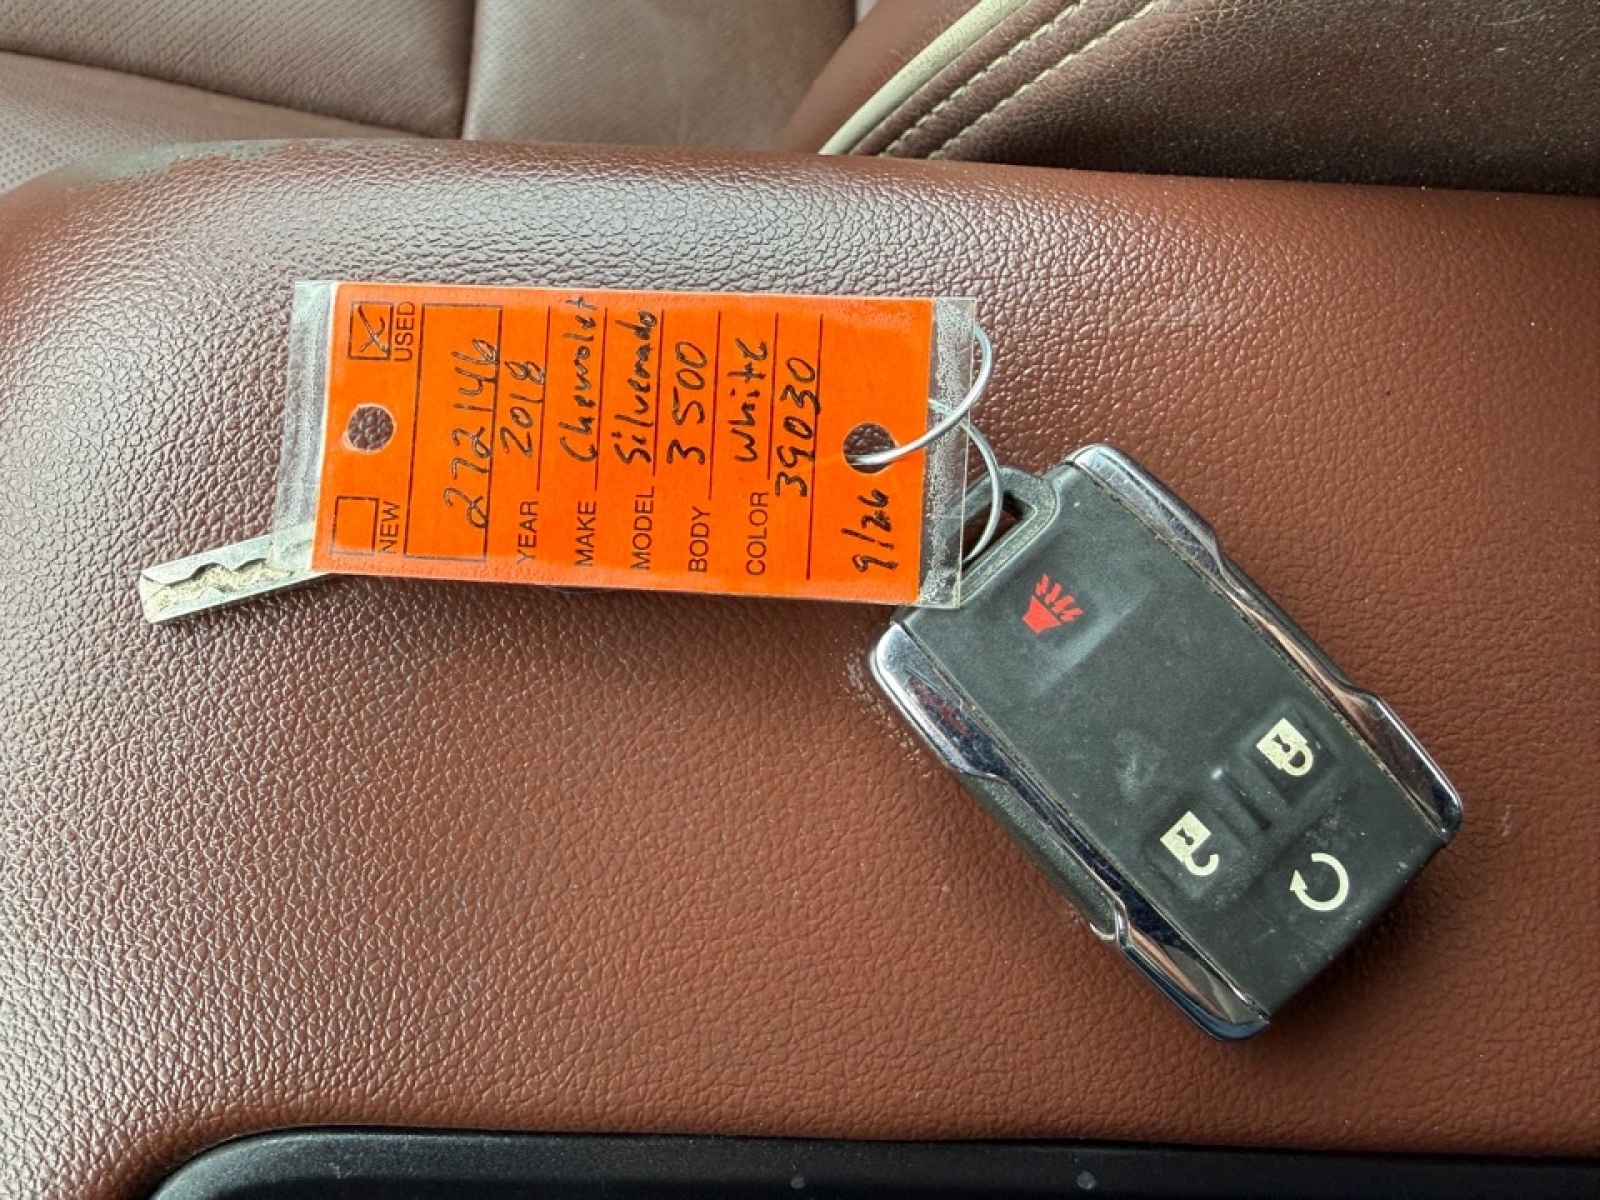 NEW X USED
272146
YEAR 2018
MAKE Chevrolet
MODEL Silverado
BODY 3500
COLOR White
39030
9/26